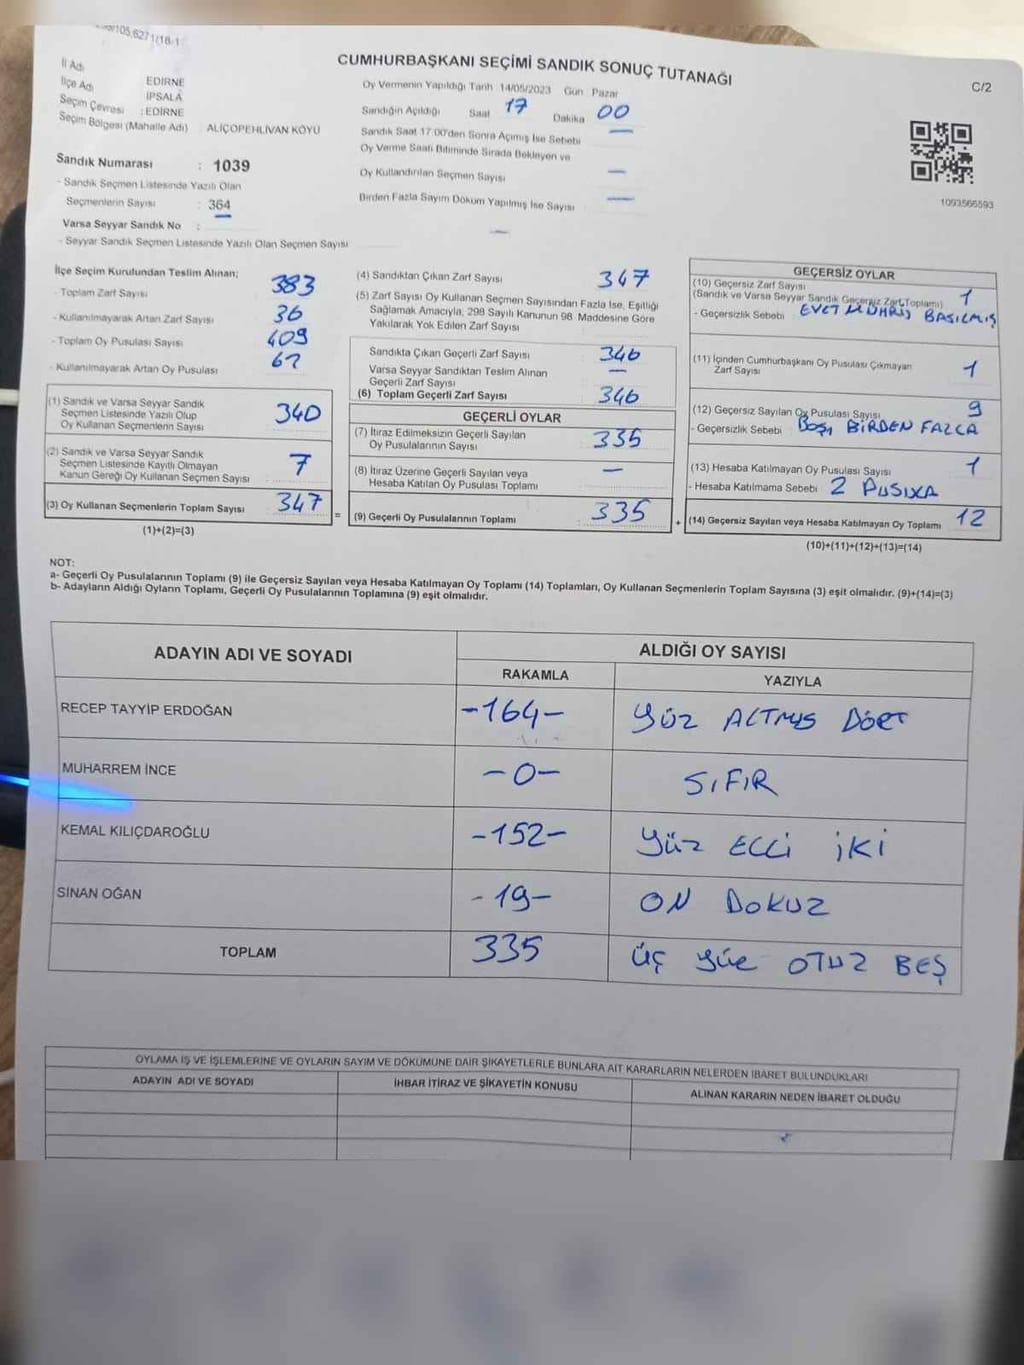 CUMHURBAŞKANI SEÇİMİ SANDIK SONUÇ TUTANAĞI
C/2
İl Adı
EDİRNE
İlçe Adı
İPSALA
Seçim Çevresi : EDİRNE
Seçim Bölgesi (Mahalle Adı) ALİÇOPEHLİVAN KÖYÜ
Sandık Numarası : 1039
- Sandık Seçmen Listesinde Yazılı Olan
Seçmenlerin Sayısı : 364
Varsa Seyyar Sandık No :
- Seyyar Sandık Seçmen Listesinde Yazılı Olan Seçmen Sayısı
Oy Vermenin Yapıldığı Tarih 14/05/2023 Gün Pazar
Sandığın Açıldığı Saat 17 Dakika 00
Sandık Saat 17:00'den Sonra Açılmış İse Sebebi
Oy Verme Saati Bitiminde Sırada Bekleyen ve
Oy Kullandırılan Seçmen Sayısı
Birden Fazla Sayım Döküm Yapılmış İse Sayısı
1093566593
İlçe Seçim Kurulundan Teslim Alınan;
- Toplam Zarf Sayısı 383
- Kullanılmayarak Artan Zarf Sayısı 36
- Toplam Oy Pusulası Sayısı 409
- Kullanılmayarak Artan Oy Pusulası 62
(1) Sandık ve Varsa Seyyar Sandık
Seçmen Listesinde Yazılı Olup
Oy Kullanan Seçmenlerin Sayısı 340
(2) Sandık ve Varsa Seyyar Sandık
Seçmen Listesinde Kayıtlı Olmayan
Kanun Gereği Oy Kullanan Seçmen Sayısı 7
(3) Oy Kullanan Seçmenlerin Toplam Sayısı 347
(1)+(2)=(3)
=
(4) Sandıktan Çıkan Zarf Sayısı 347
(5) Zarf Sayısı Oy Kullanan Seçmen Sayısından Fazla İse, Eşitliği
Sağlamak Amacıyla, 298 Sayılı Kanunun 98. Maddesine Göre
Yakılarak Yok Edilen Zarf Sayısı
Sandıkta Çıkan Geçerli Zarf Sayısı 346
Varsa Seyyar Sandıktan Teslim Alınan
Geçerli Zarf Sayısı —
(6) Toplam Geçerli Zarf Sayısı 346
GEÇERLİ OYLAR
(7) İtiraz Edilmeksizin Geçerli Sayılan
Oy Pusulalarının Sayısı 335
(8) İtiraz Üzerine Geçerli Sayılan veya
Hesaba Katılan Oy Pusulası Toplamı —
(9) Geçerli Oy Pusulalarının Toplamı 335
+
GEÇERSİZ OYLAR
(10) Geçersiz Zarf Sayısı
(Sandık ve Varsa Seyyar Sandık Geçersiz Zarf Toplamı) 1
- Geçersizlik Sebebi EVET MÜHRİ BASILMIŞ
(11) İçinden Cumhurbaşkanı Oy Pusulası Çıkmayan
Zarf Sayısı 1
(12) Geçersiz Sayılan Oy Pusulası Sayısı 9
- Geçersizlik Sebebi BOŞ, BİRDEN FAZLA
(13) Hesaba Katılmayan Oy Pusulası Sayısı 1
- Hesaba Katılmama Sebebi 2 PUSULA
(14) Geçersiz Sayılan veya Hesaba Katılmayan Oy Toplamı 12
(10)+(11)+(12)+(13)=(14)
NOT:
a- Geçerli Oy Pusulalarının Toplamı (9) ile Geçersiz Sayılan veya Hesaba Katılmayan Oy Toplamı (14) Toplamları, Oy Kullanan Seçmenlerin Toplam Sayısına (3) eşit olmalıdır. (9)+(14)=(3)
b- Adayların Aldığı Oyların Toplamı, Geçerli Oy Pusulalarının Toplamına (9) eşit olmalıdır.
ADAYIN ADI VE SOYADI
ALDIĞI OY SAYISI
RAKAMLA YAZIYLA
RECEP TAYYİP ERDOĞAN -164- YÜZ ALTMIŞ DÖRT
MUHARREM İNCE -0- SIFIR
KEMAL KILIÇDAROĞLU -152- YÜZ ELLİ İKİ
SİNAN OĞAN -19- ON DOKUZ
TOPLAM 335 ÜÇ YÜZ OTUZ BEŞ
OYLAMA İŞ VE İŞLEMLERİNE VE OYLARIN SAYIM VE DÖKÜMÜNE DAİR ŞİKAYETLERLE BUNLARA AİT KARARLARIN NELERDEN İBARET BULUNDUKLARI
ADAYIN ADI VE SOYADI İHBAR İTİRAZ VE ŞİKAYETİN KONUSU ALINAN KARARIN NEDEN İBARET OLDUĞU